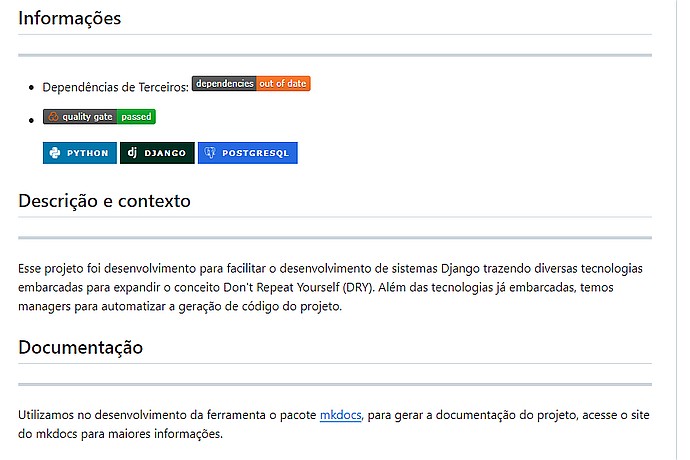 Informações
Dependências de Terceiros: dependencies out of date
quality gate passed
PYTHON dj DJANGO POSTGRESQL
Descrição e contexto
Esse projeto foi desenvolvimento para facilitar o desenvolvimento de sistemas Django trazendo diversas tecnologias
embarcadas para expandir o conceito Don't Repeat Yourself (DRY). Além das tecnologias já embarcadas, temos
managers para automatizar a geração de código do projeto.
Documentação
Utilizamos no desenvolvimento da ferramenta o pacote mkdocs, para gerar a documentação do projeto, acesse o site
do mkdocs para maiores informações.